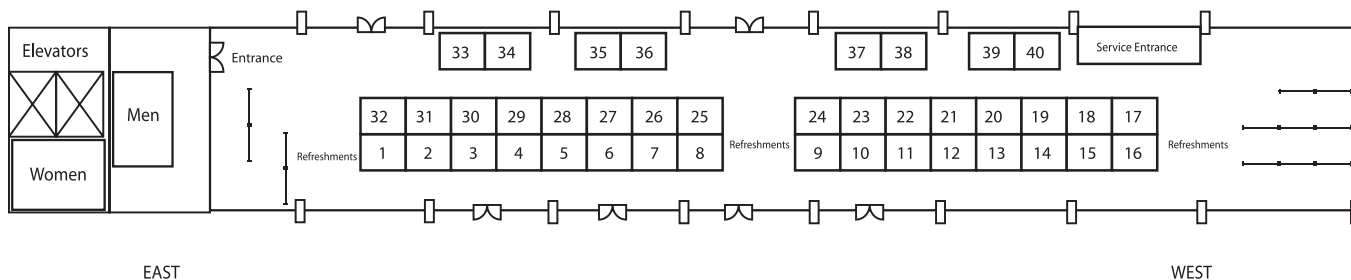 Elevators
Men
Women
Entrance
33 34 35 36 37 38 39 40
Service Entrance
32 31 30 29 28 27 26 25
24 23 22 21 20 19 18 17
Refreshments
1 2 3 4 5 6 7 8
Refreshments
9 10 11 12 13 14 15 16
Refreshments
EAST
WEST